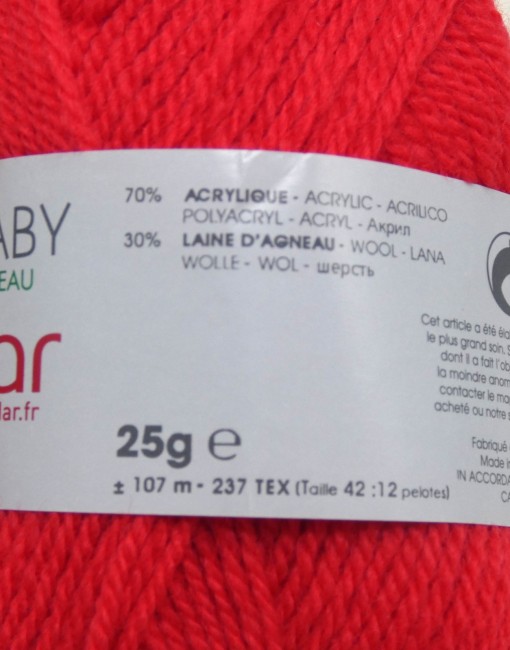 ABY
EAU
ar
lar.fr
70% ACRYLIQUE - ACRYLIC - ACRILICO
POLYACRYL - ACRYL - Акрил
30% LAINE D'AGNEAU - WOOL - LANA
WOLLE - WOL - шерсть
25g e
± 107 m - 237 TEX (Taille 42 :12 pelotes)
Cet article a été éla
le plus grand soin. S
dont il a fait l'ob
la moindre anom
contacter le ma
acheté ou notre s
Fabriqué
Made in
IN ACCORDA
CA